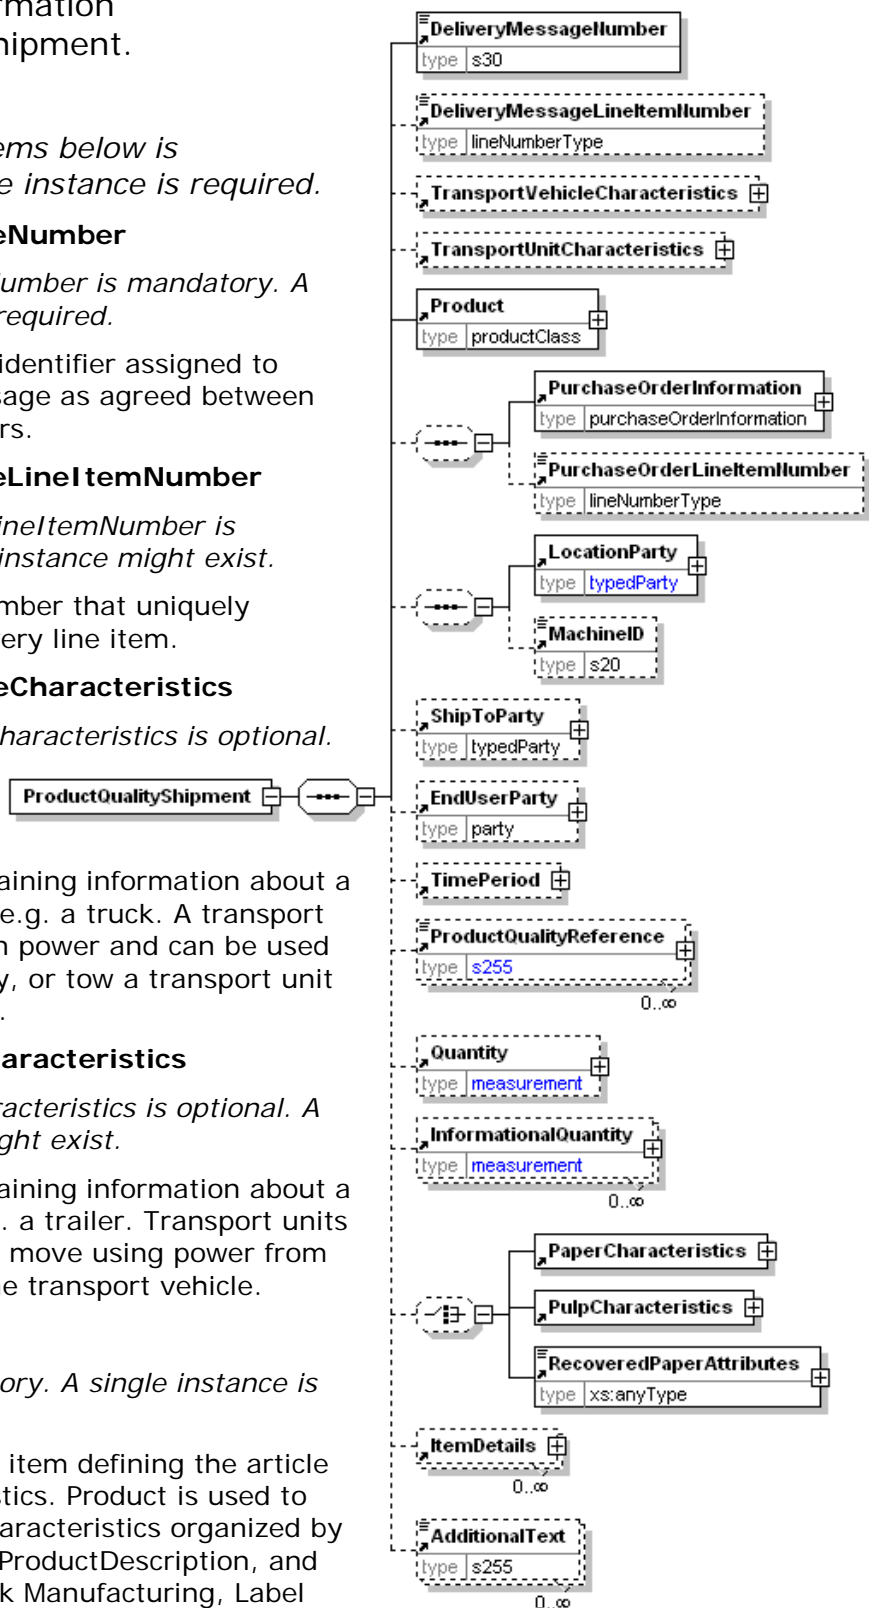 rmation
hipment.
ems below is
e instance is required.
eNumber
Number is mandatory. A
required.
identifier assigned to
sage as agreed between
rs.
eLineItemNumber
LineItemNumber is
instance might exist.
mber that uniquely
very line item.
eCharacteristics
Characteristics is optional.
aining information about a
e.g. a truck. A transport
n power and can be used
y, or tow a transport unit
.
aracteristics
racteristics is optional. A
ght exist.
aining information about a
. a trailer. Transport units
move using power from
ne transport vehicle.
ory. A single instance is
item defining the article
stics. Product is used to
aracteristics organized by
ProductDescription, and
k Manufacturing, Label
ProductQualityShipment
DeliveryMessageNumber
type s30
DeliveryMessageLineItemNumber
type lineNumberType
TransportVehicleCharacteristics
TransportUnitCharacteristics
Product
type productClass
PurchaseOrderInformation
type purchaseOrderInformation
PurchaseOrderLineItemNumber
type lineNumberType
LocationParty
type typedParty
MachineID
type s20
ShipToParty
type typedParty
EndUserParty
type party
TimePeriod
ProductQualityReference
type s255
0..∞
Quantity
type measurement
InformationalQuantity
type measurement
0..∞
PaperCharacteristics
PulpCharacteristics
RecoveredPaperAttributes
type xs:anyType
ItemDetails
0..∞
AdditionalText
type s255
0..∞